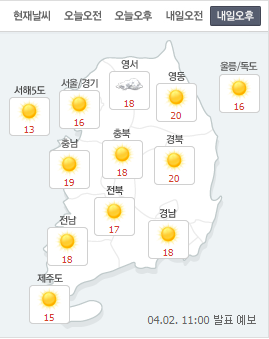 현재날씨 오늘오전 오늘오후 내일오전 내일오후
영서
18
영동
20
울릉/독도
16
서울/경기
16
서해5도
13
충북
18
경북
20
충남
19
전북
17
경남
18
전남
18
제주도
15
04.02. 11:00 발표 예보